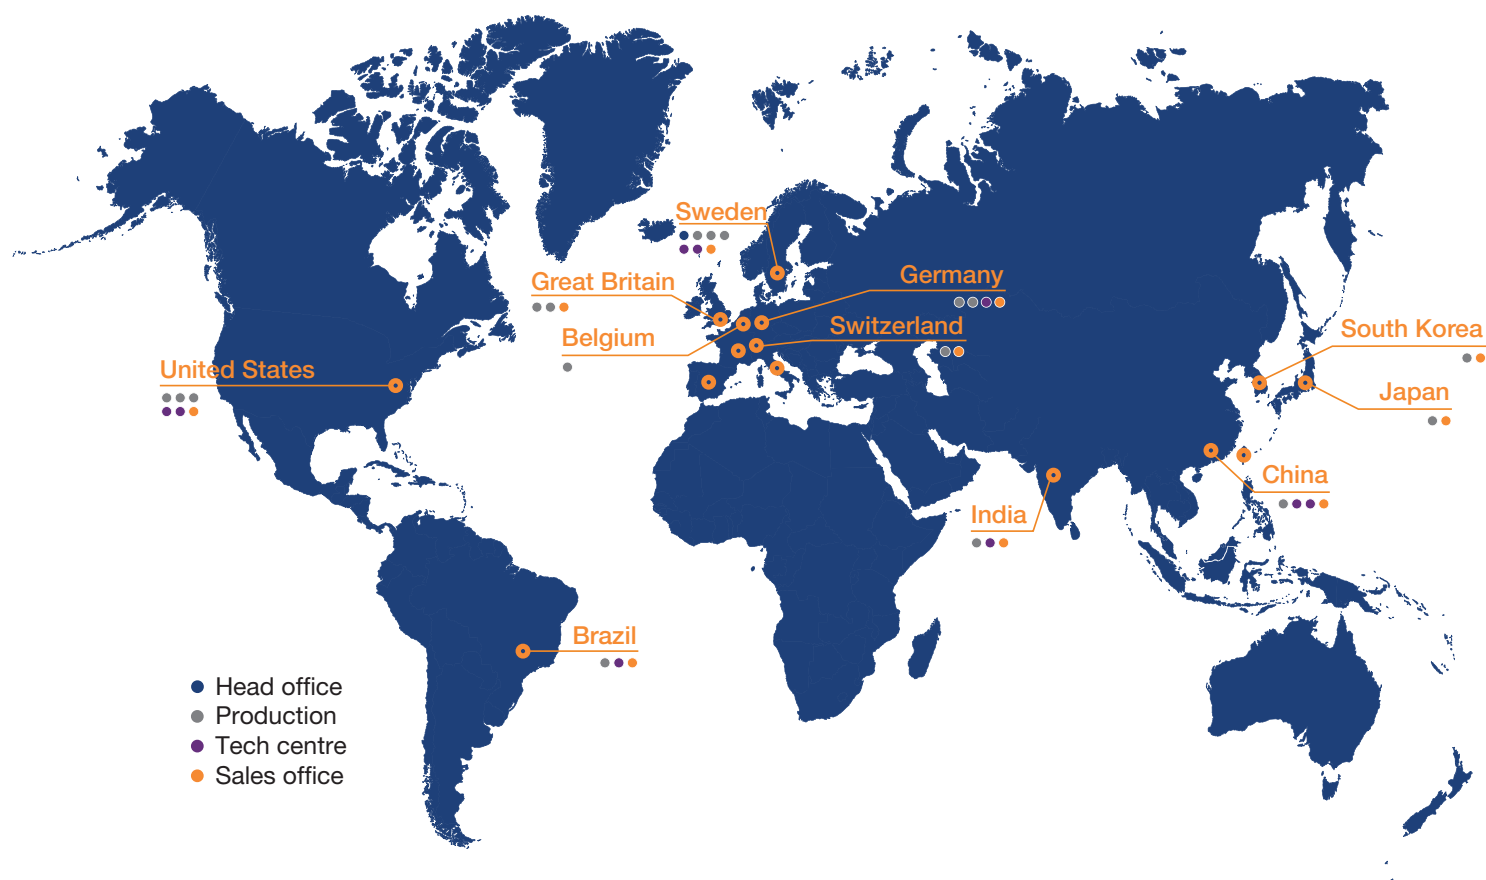 Sweden
Great Britain
Germany
Belgium
Switzerland
South Korea
United States
Japan
China
India
Brazil
Head office
Production
Tech centre
Sales office